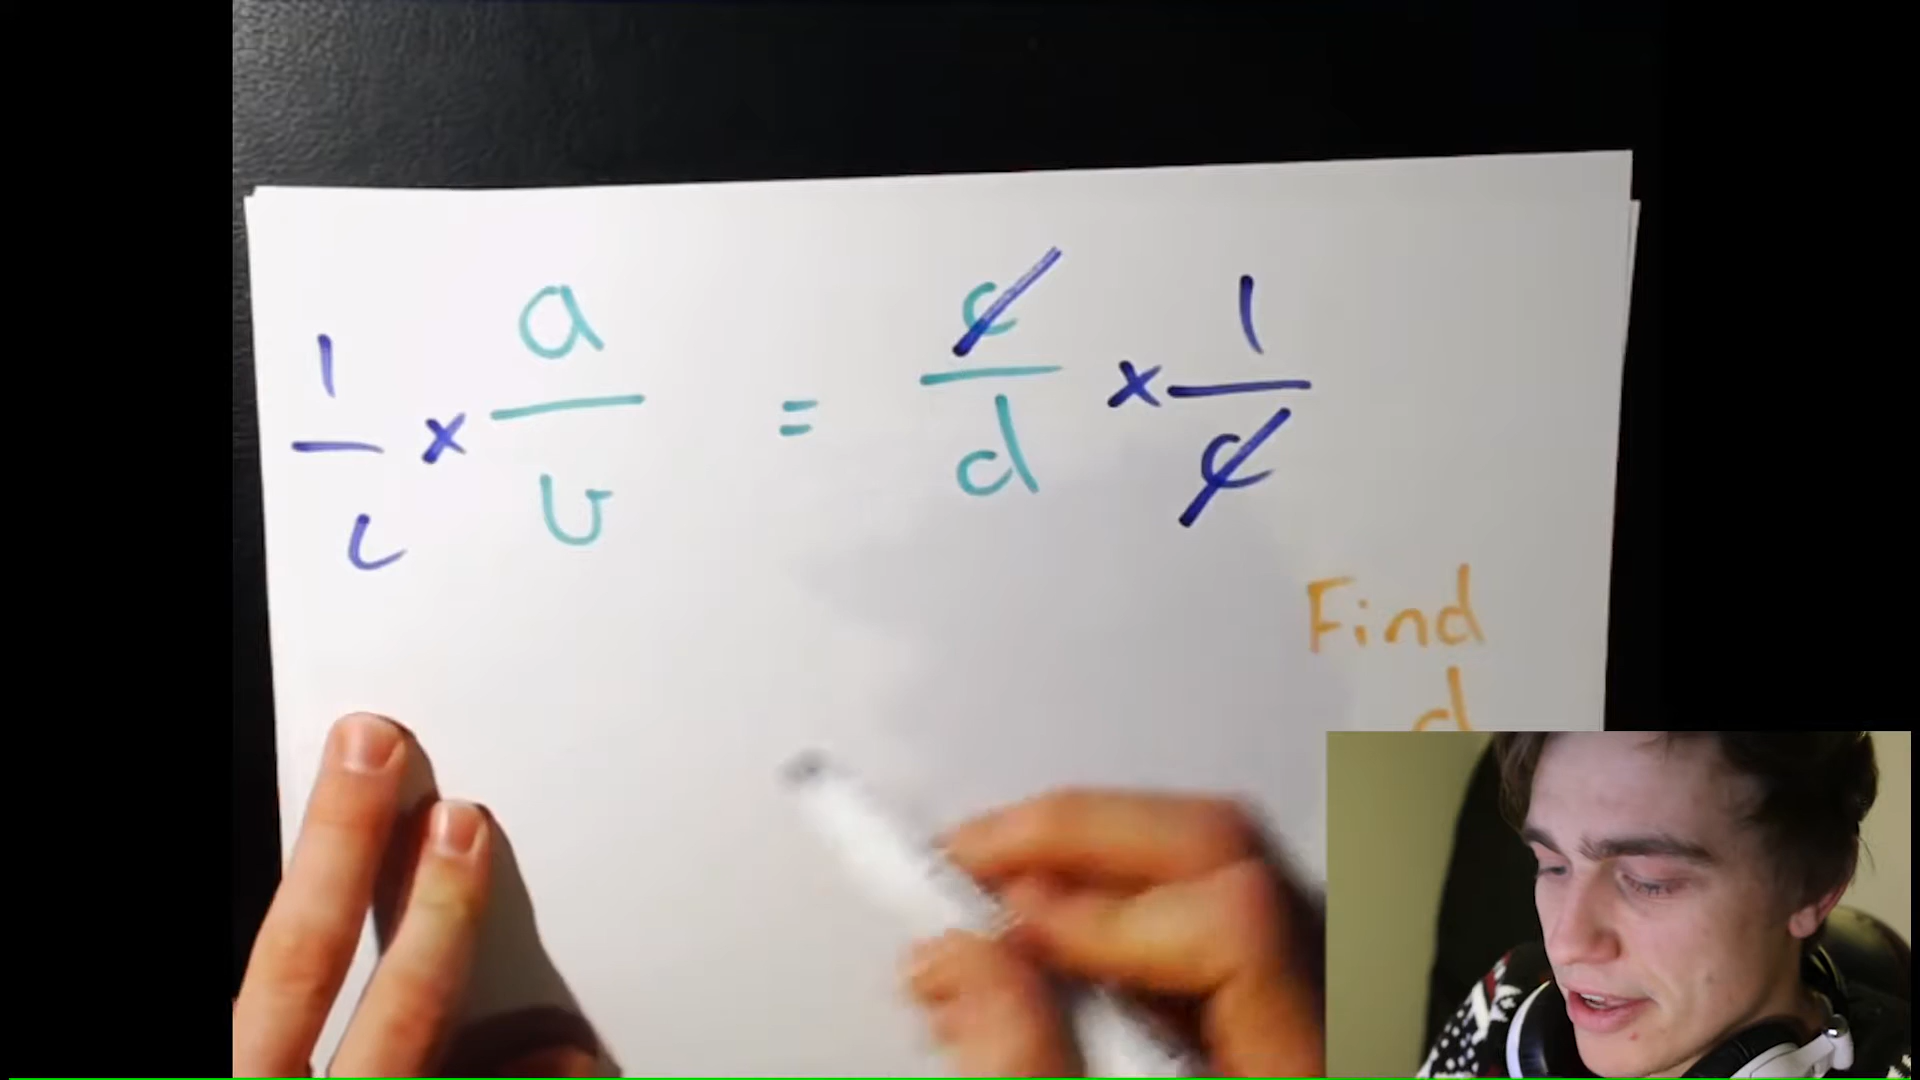 1/c × a/b = c/d × 1/c
Find
d